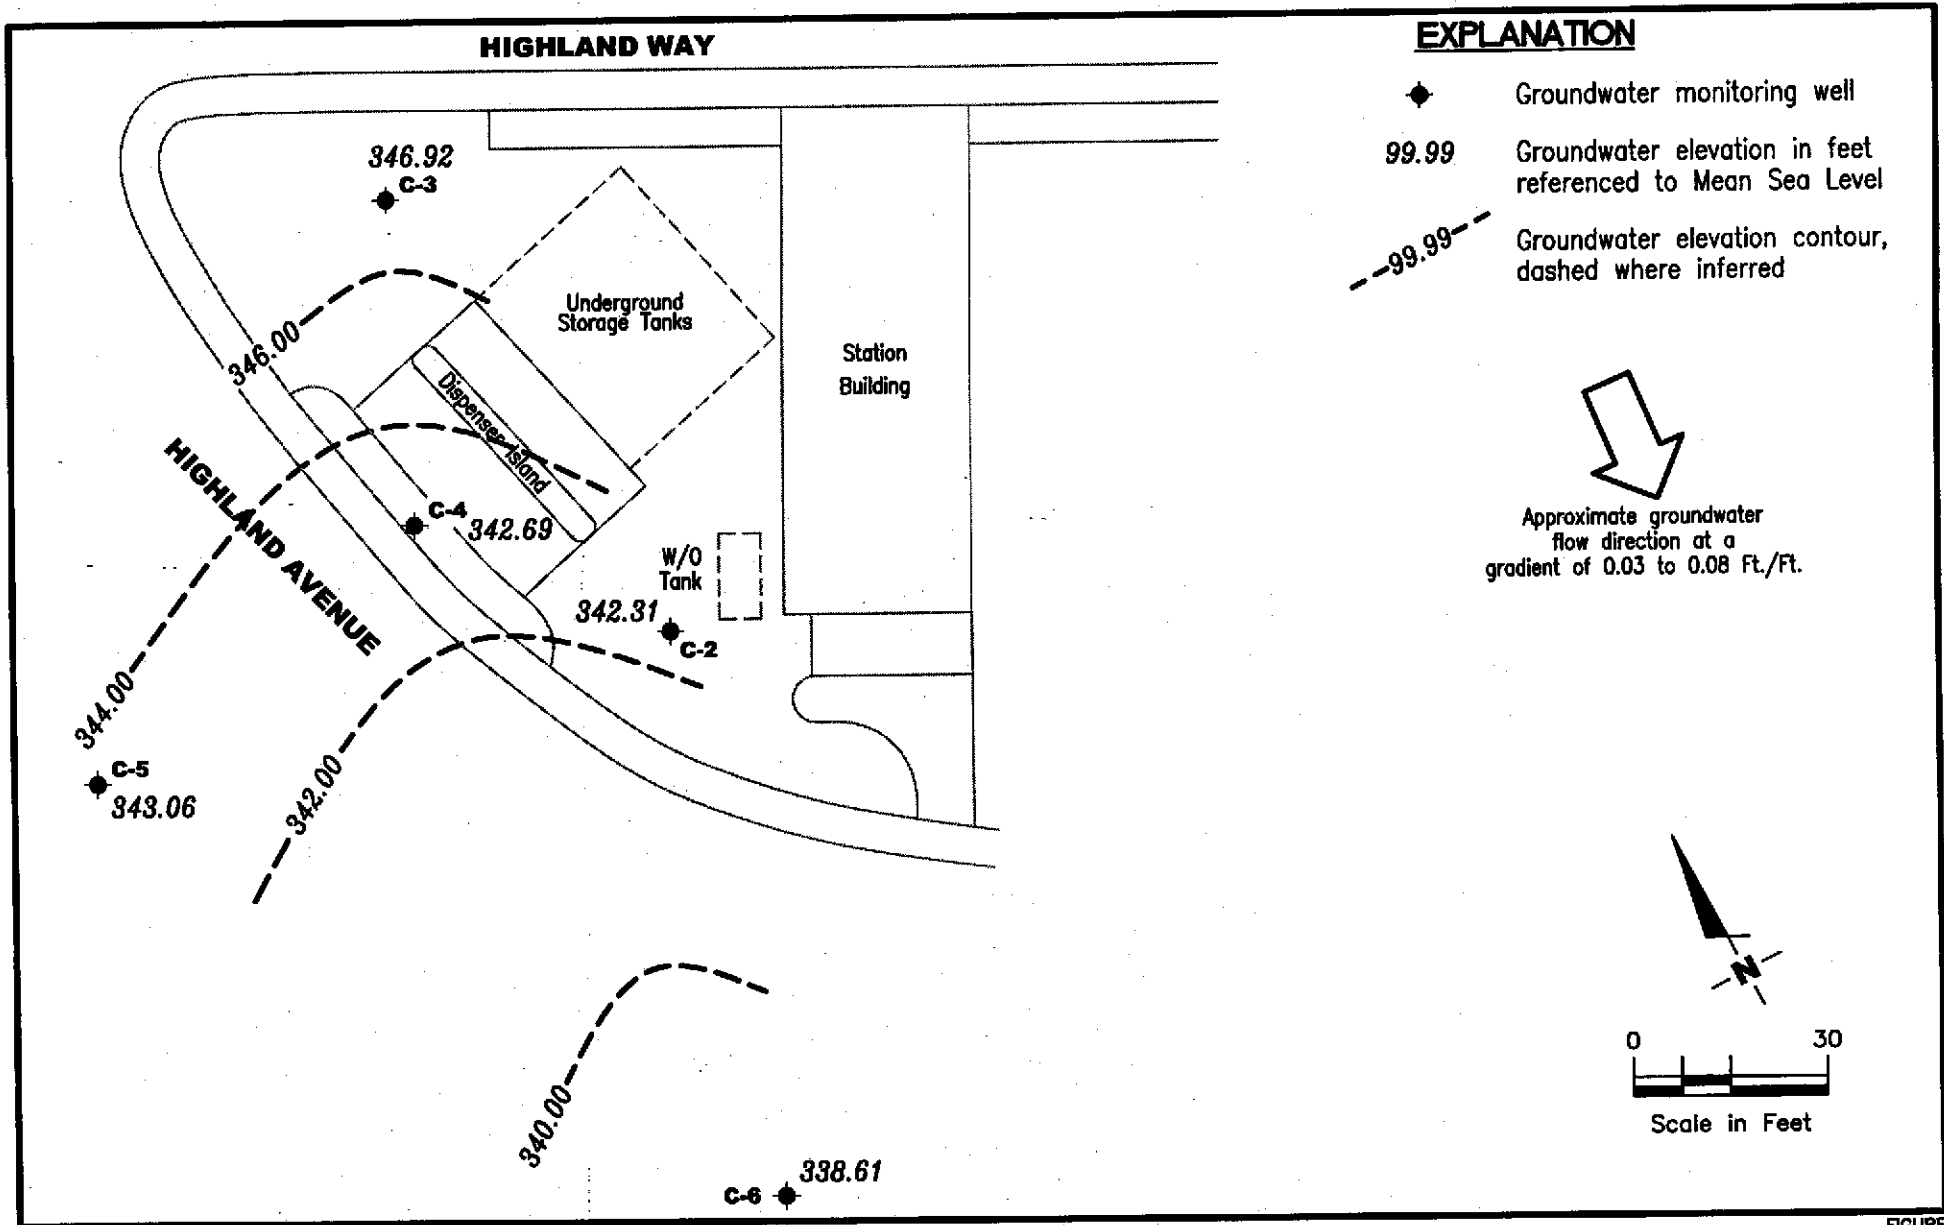 HIGHLAND WAY
EXPLANATION
Groundwater monitoring well
99.99
Groundwater elevation in feet
referenced to Mean Sea Level
99.99
Groundwater elevation contour,
dashed where inferred
346.92
C-3
Underground
Storage Tanks
346.00
Station
Building
Dispenser Island
HIGHLAND AVENUE
C-4
342.69
W/O
Tank
342.31
C-2
Approximate groundwater
flow direction at a
gradient of 0.03 to 0.08 Ft./Ft.
344.00
C-5
343.06
342.00
340.00
338.61
C-6
N
0 30
Scale in Feet
FIGURE